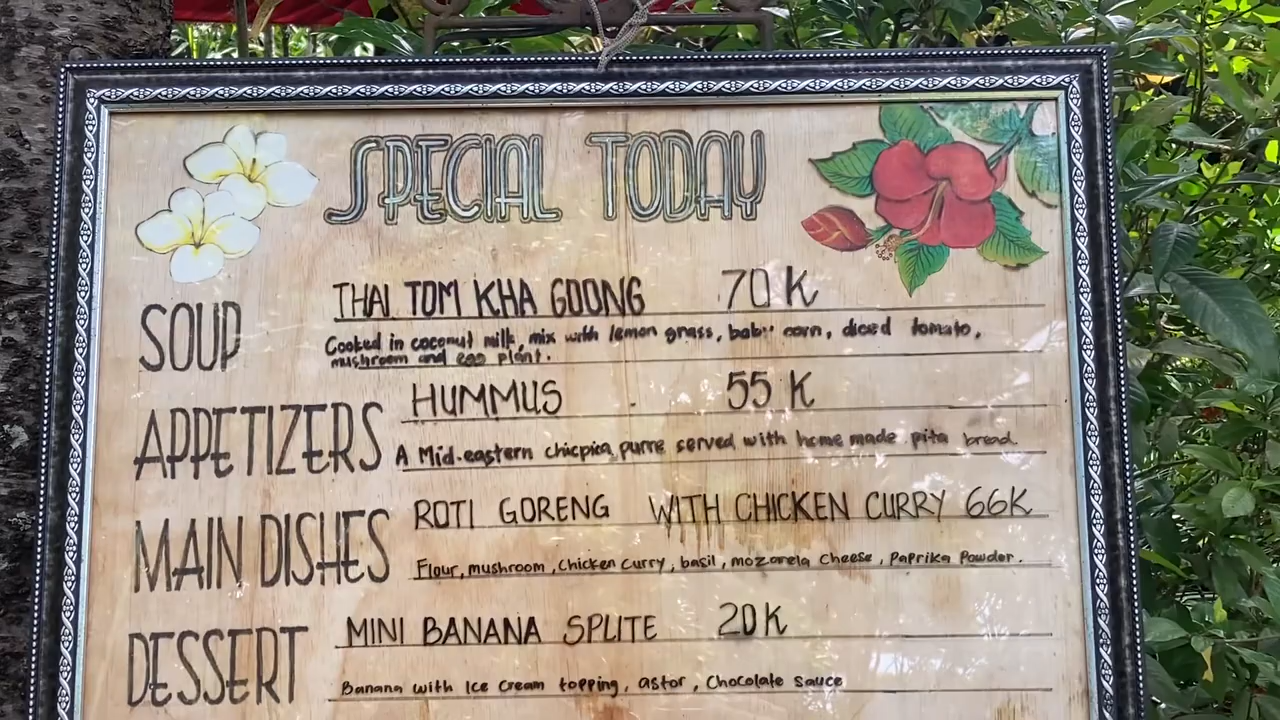 SPECIAL TODAY
SOUP
THAI TOM KHA GOONG 70 K
Cooked in coconut milk, mix with lemon grass, baby corn, diced tomato,
mushroom and egg plant.
APPETIZERS
HUMMUS 55 K
A Mid-eastern chicpica purre served with home made pita bread.
MAIN DISHES
ROTI GORENG WITH CHICKEN CURRY 66K
Flour, mushroom, chicken curry, basil, mozarela cheese, Paprika Powder.
DESSERT
MINI BANANA SPLITE 20K
Banana with Ice Cream topping, astor, Chocolate sauce